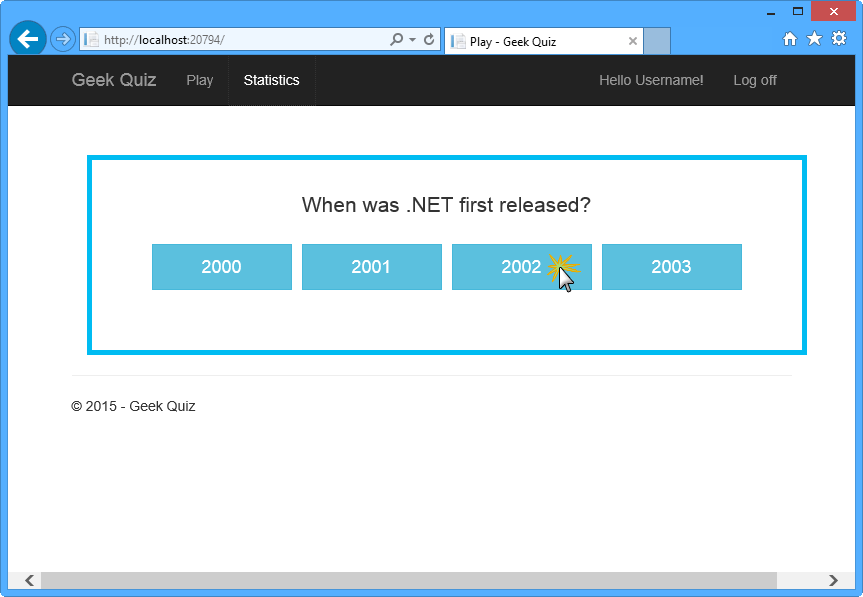 http://localhost:20794/
Play - Geek Quiz
Geek Quiz Play Statistics Hello Username! Log off
When was .NET first released?
2000 2001 2002 2003
© 2015 - Geek Quiz